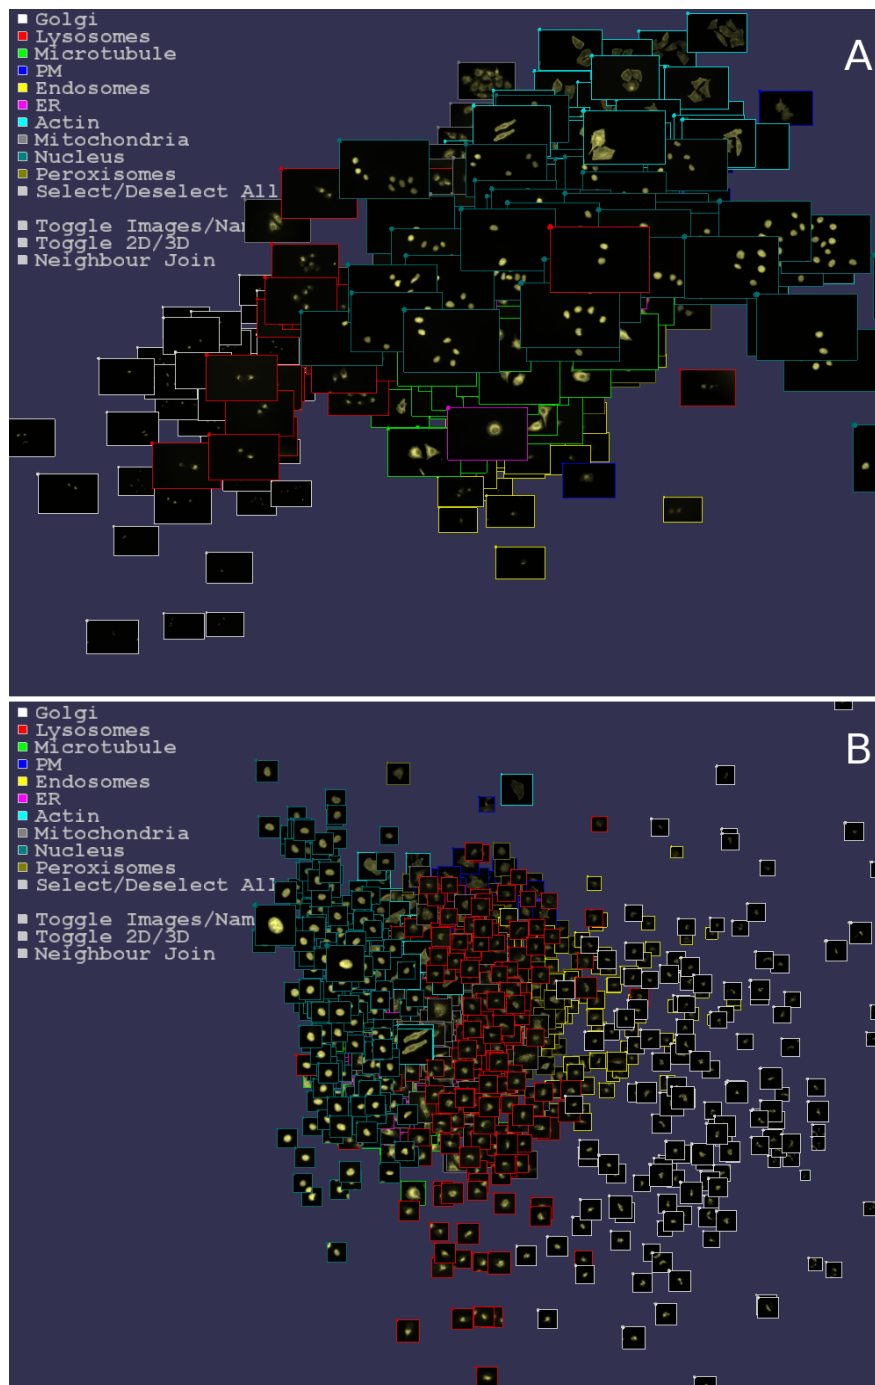 Golgi
A
Lysosomes
Microtubule
PM
Endosomes
ER
Actin
Mitochondria
Nucleus
Peroxisomes
Select/Deselect All
Toggle Images/Nam
Toggle 2D/3D
Neighbour Join
Golgi
B
Lysosomes
Microtubule
PM
Endosomes
ER
Actin
Mitochondria
Nucleus
Peroxisomes
Select/Deselect All
Toggle Images/Nam
Toggle 2D/3D
Neighbour Join